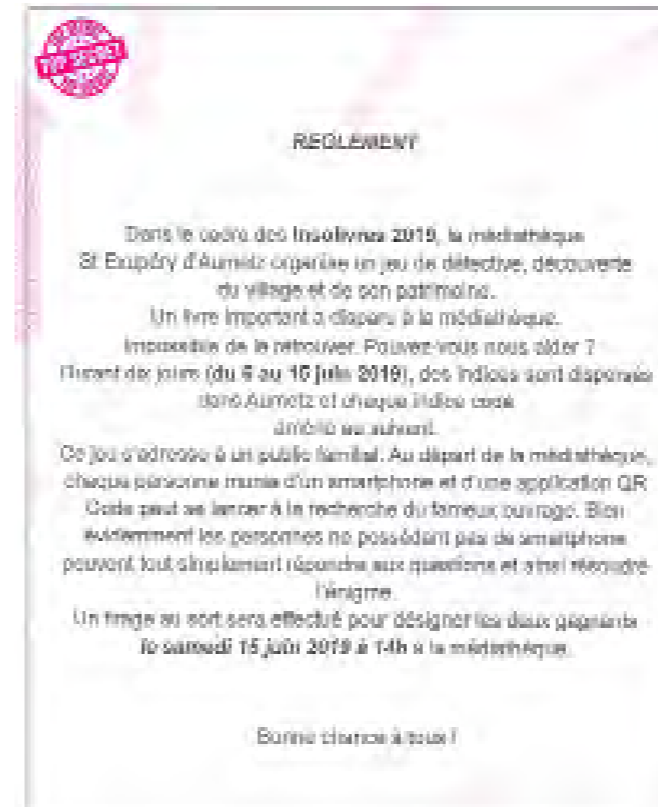 TOP SECRET
REGLEMENT
Dans le cadre des Insolivres 2019, la médiathèque
St Exupéry d'Aumetz organise un jeu de détective, découverte
du village et de son patrimoine.
Un livre important a disparu à la médiathèque.
Impossible de le retrouver. Pouvez-vous nous aider ?
Durant dix jours (du 6 au 15 juin 2019), des indices sont dispersés
dans Aumetz et chaque indice code
amène au suivant.
Ce jeu s'adresse à un public familial. Au départ de la médiathèque,
chaque personne munie d'un smartphone et d'une application QR
Code peut se lancer à la recherche du fameux ouvrage. Bien
évidemment les personnes ne possédant pas de smartphone
peuvent tout simplement répondre aux questions et ainsi résoudre
l'énigme.
Un tirage au sort sera effectué pour désigner les deux gagnants
le samedi 15 juin 2019 à 14h à la médiathèque.
Bonne chance à tous !